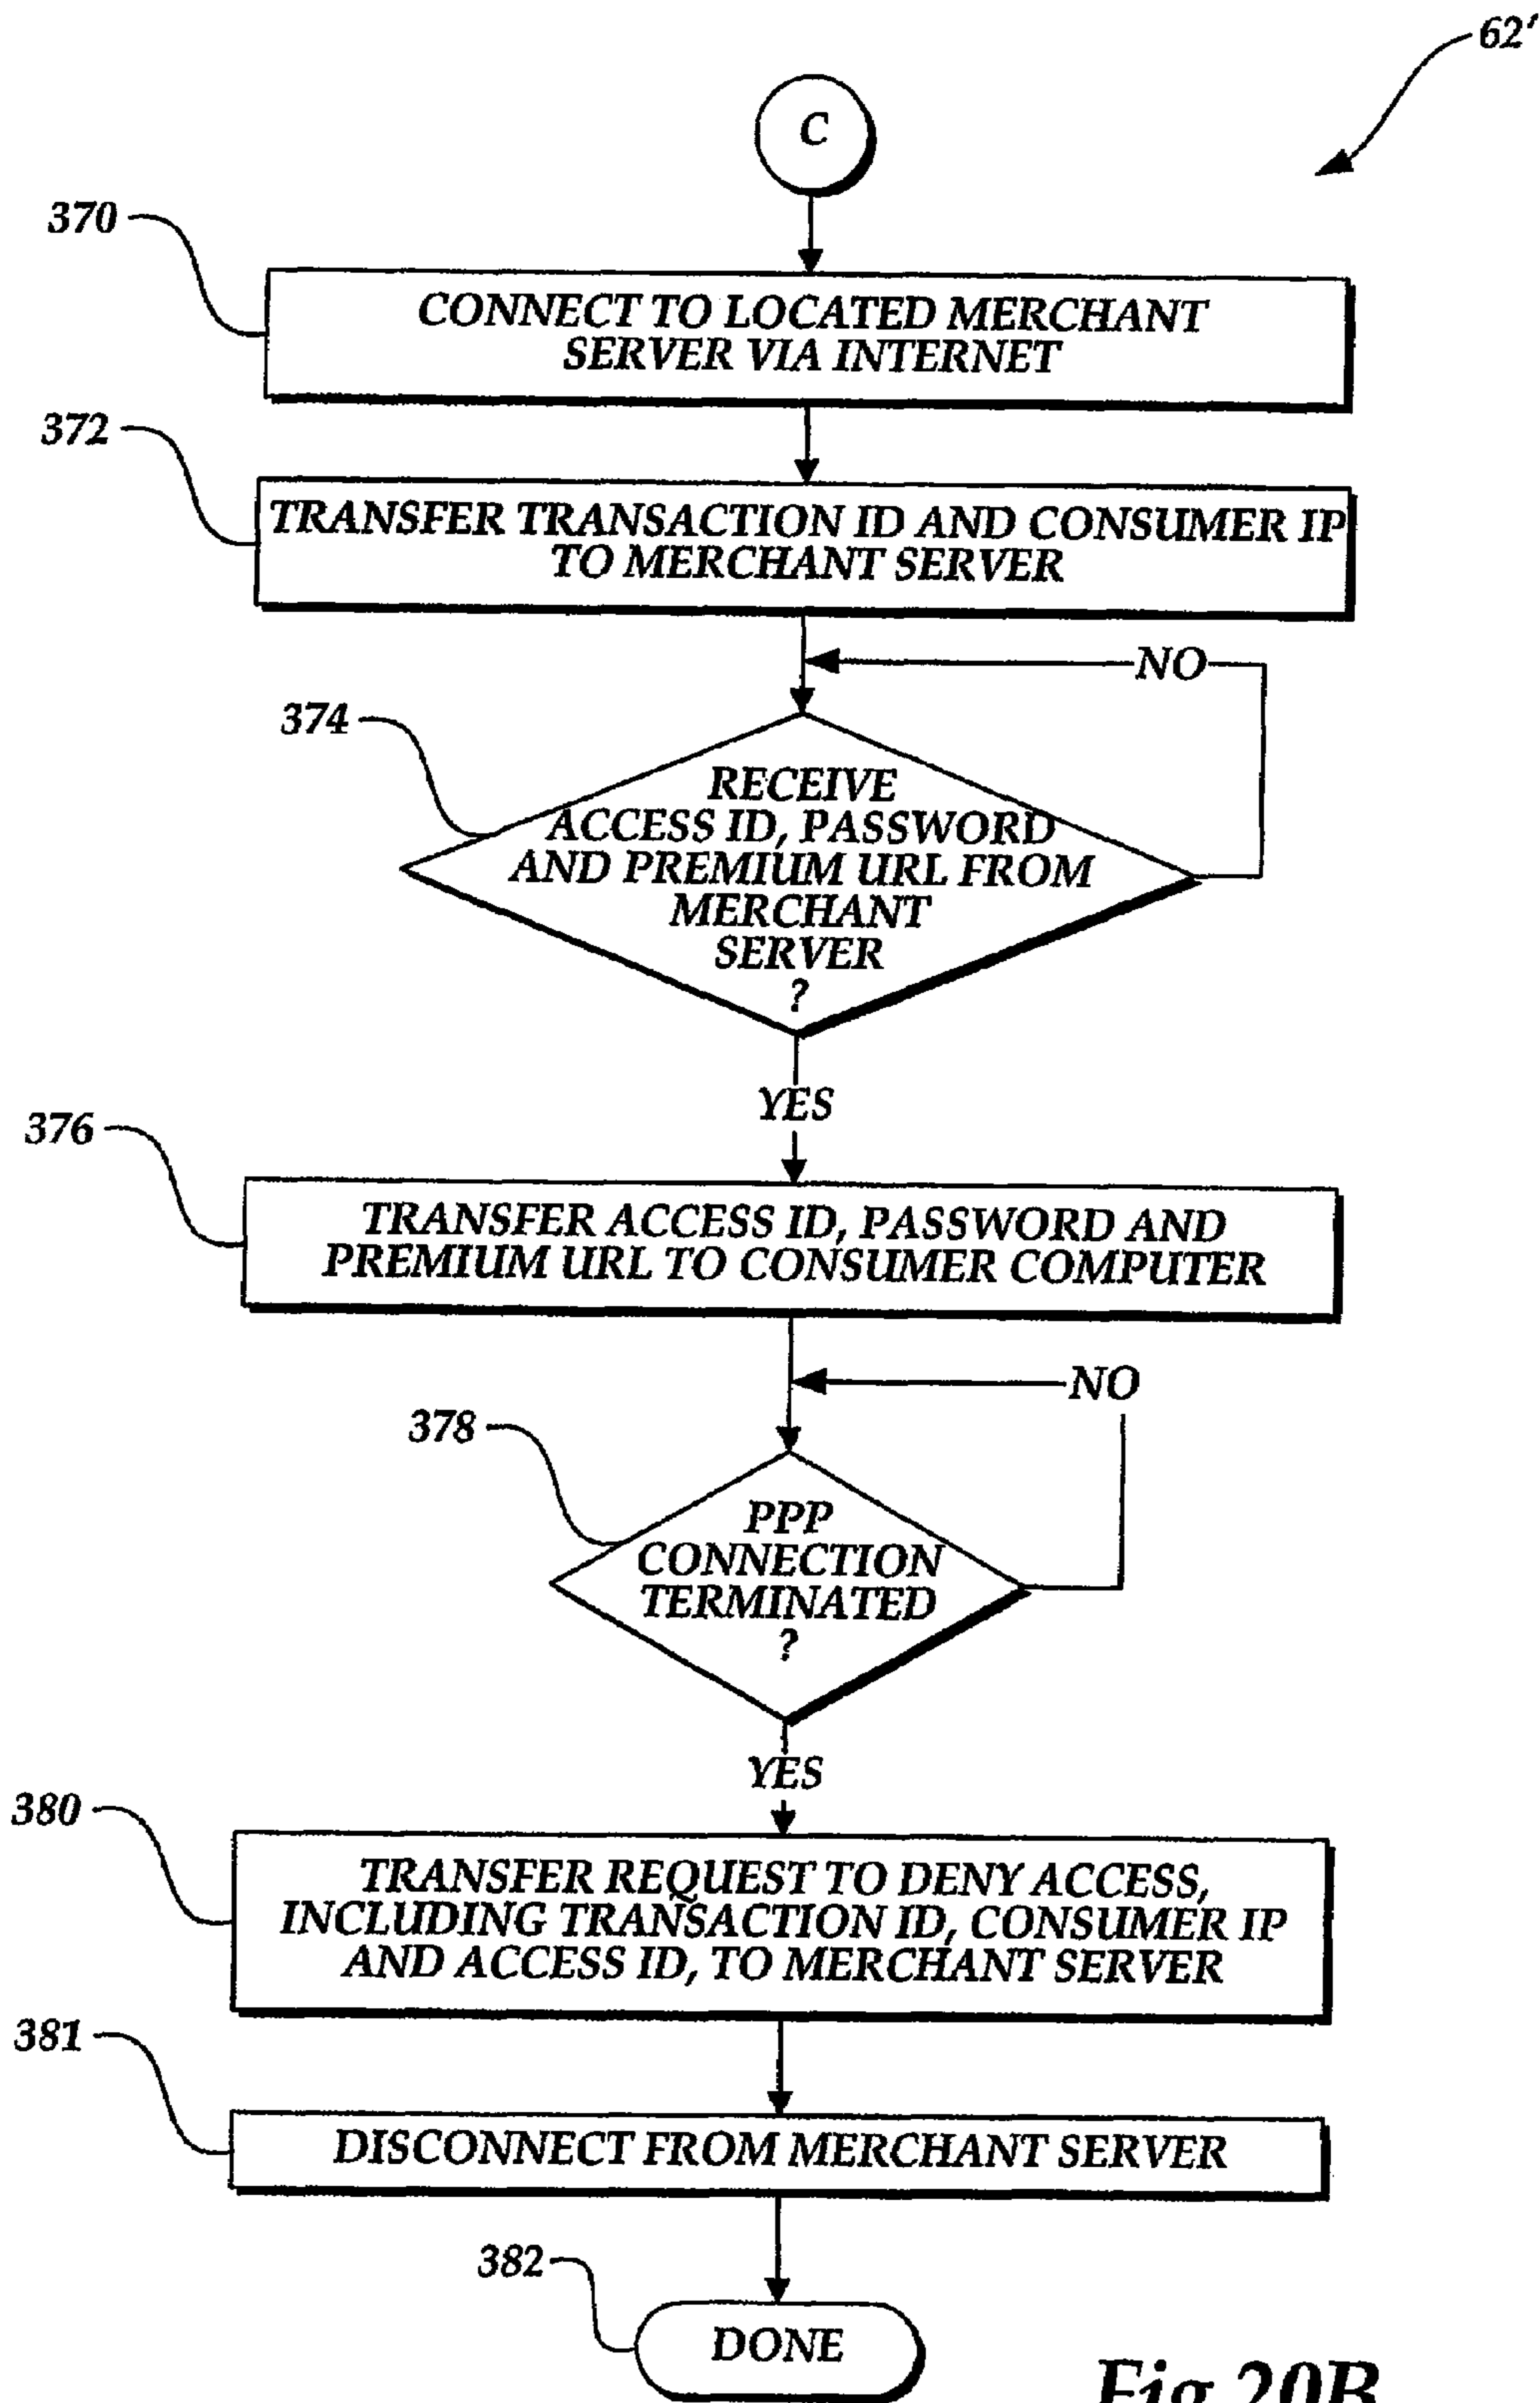 62'
C
370
CONNECT TO LOCATED MERCHANT
SERVER VIA INTERNET
372
TRANSFER TRANSACTION ID AND CONSUMER IP
TO MERCHANT SERVER
NO
374
RECEIVE
ACCESS ID, PASSWORD
AND PREMIUM URL FROM
MERCHANT
SERVER
?
YES
376
TRANSFER ACCESS ID, PASSWORD AND
PREMIUM URL TO CONSUMER COMPUTER
NO
378
PPP
CONNECTION
TERMINATED
?
YES
380
TRANSFER REQUEST TO DENY ACCESS,
INCLUDING TRANSACTION ID, CONSUMER IP
AND ACCESS ID, TO MERCHANT SERVER
381
DISCONNECT FROM MERCHANT SERVER
382
DONE
Fig.20B